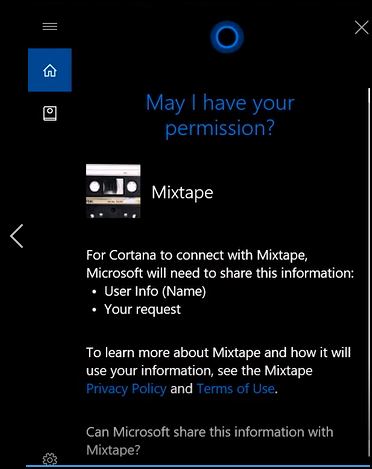 May I have your
permission?
Mixtape
For Cortana to connect with Mixtape,
Microsoft will need to share this information:
• User Info (Name)
• Your request
To learn more about Mixtape and how it will
use your information, see the Mixtape
Privacy Policy and Terms of Use.
Can Microsoft share this information with
Mixtape?